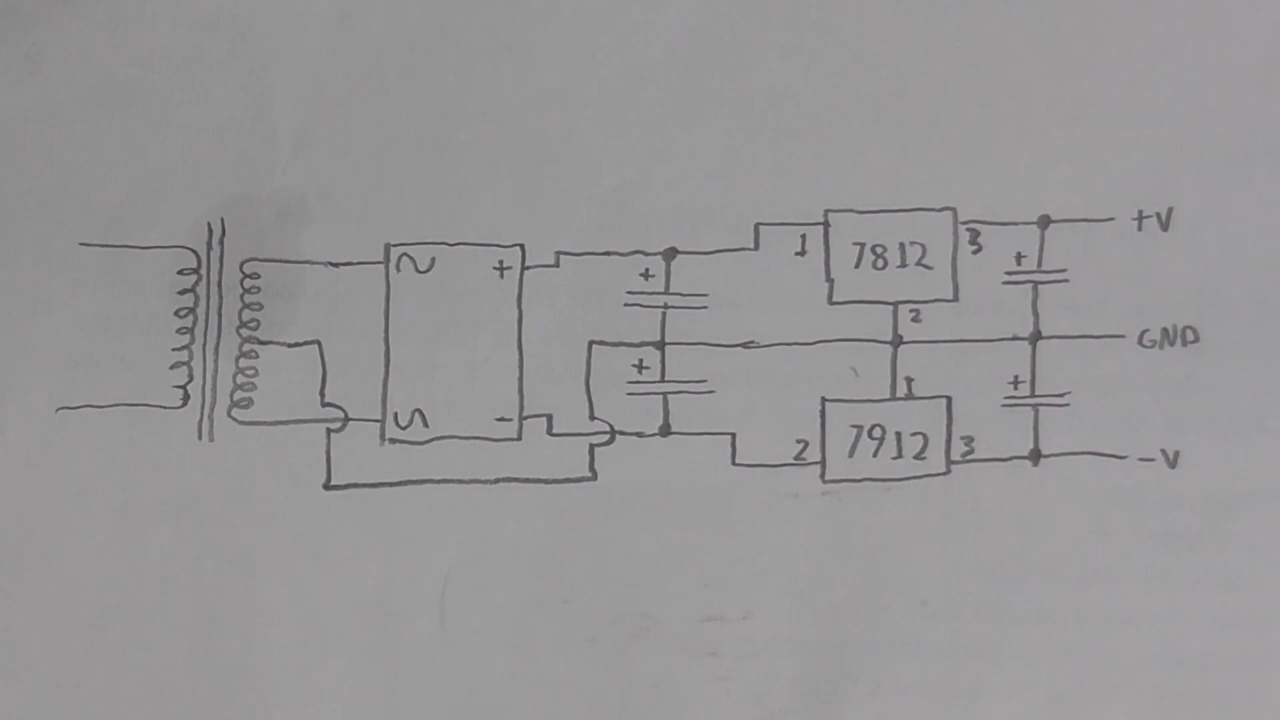 ~ +
~ -
+
+
1 7812 3
2
1
2 7912 3
+
+
+V
GND
-V